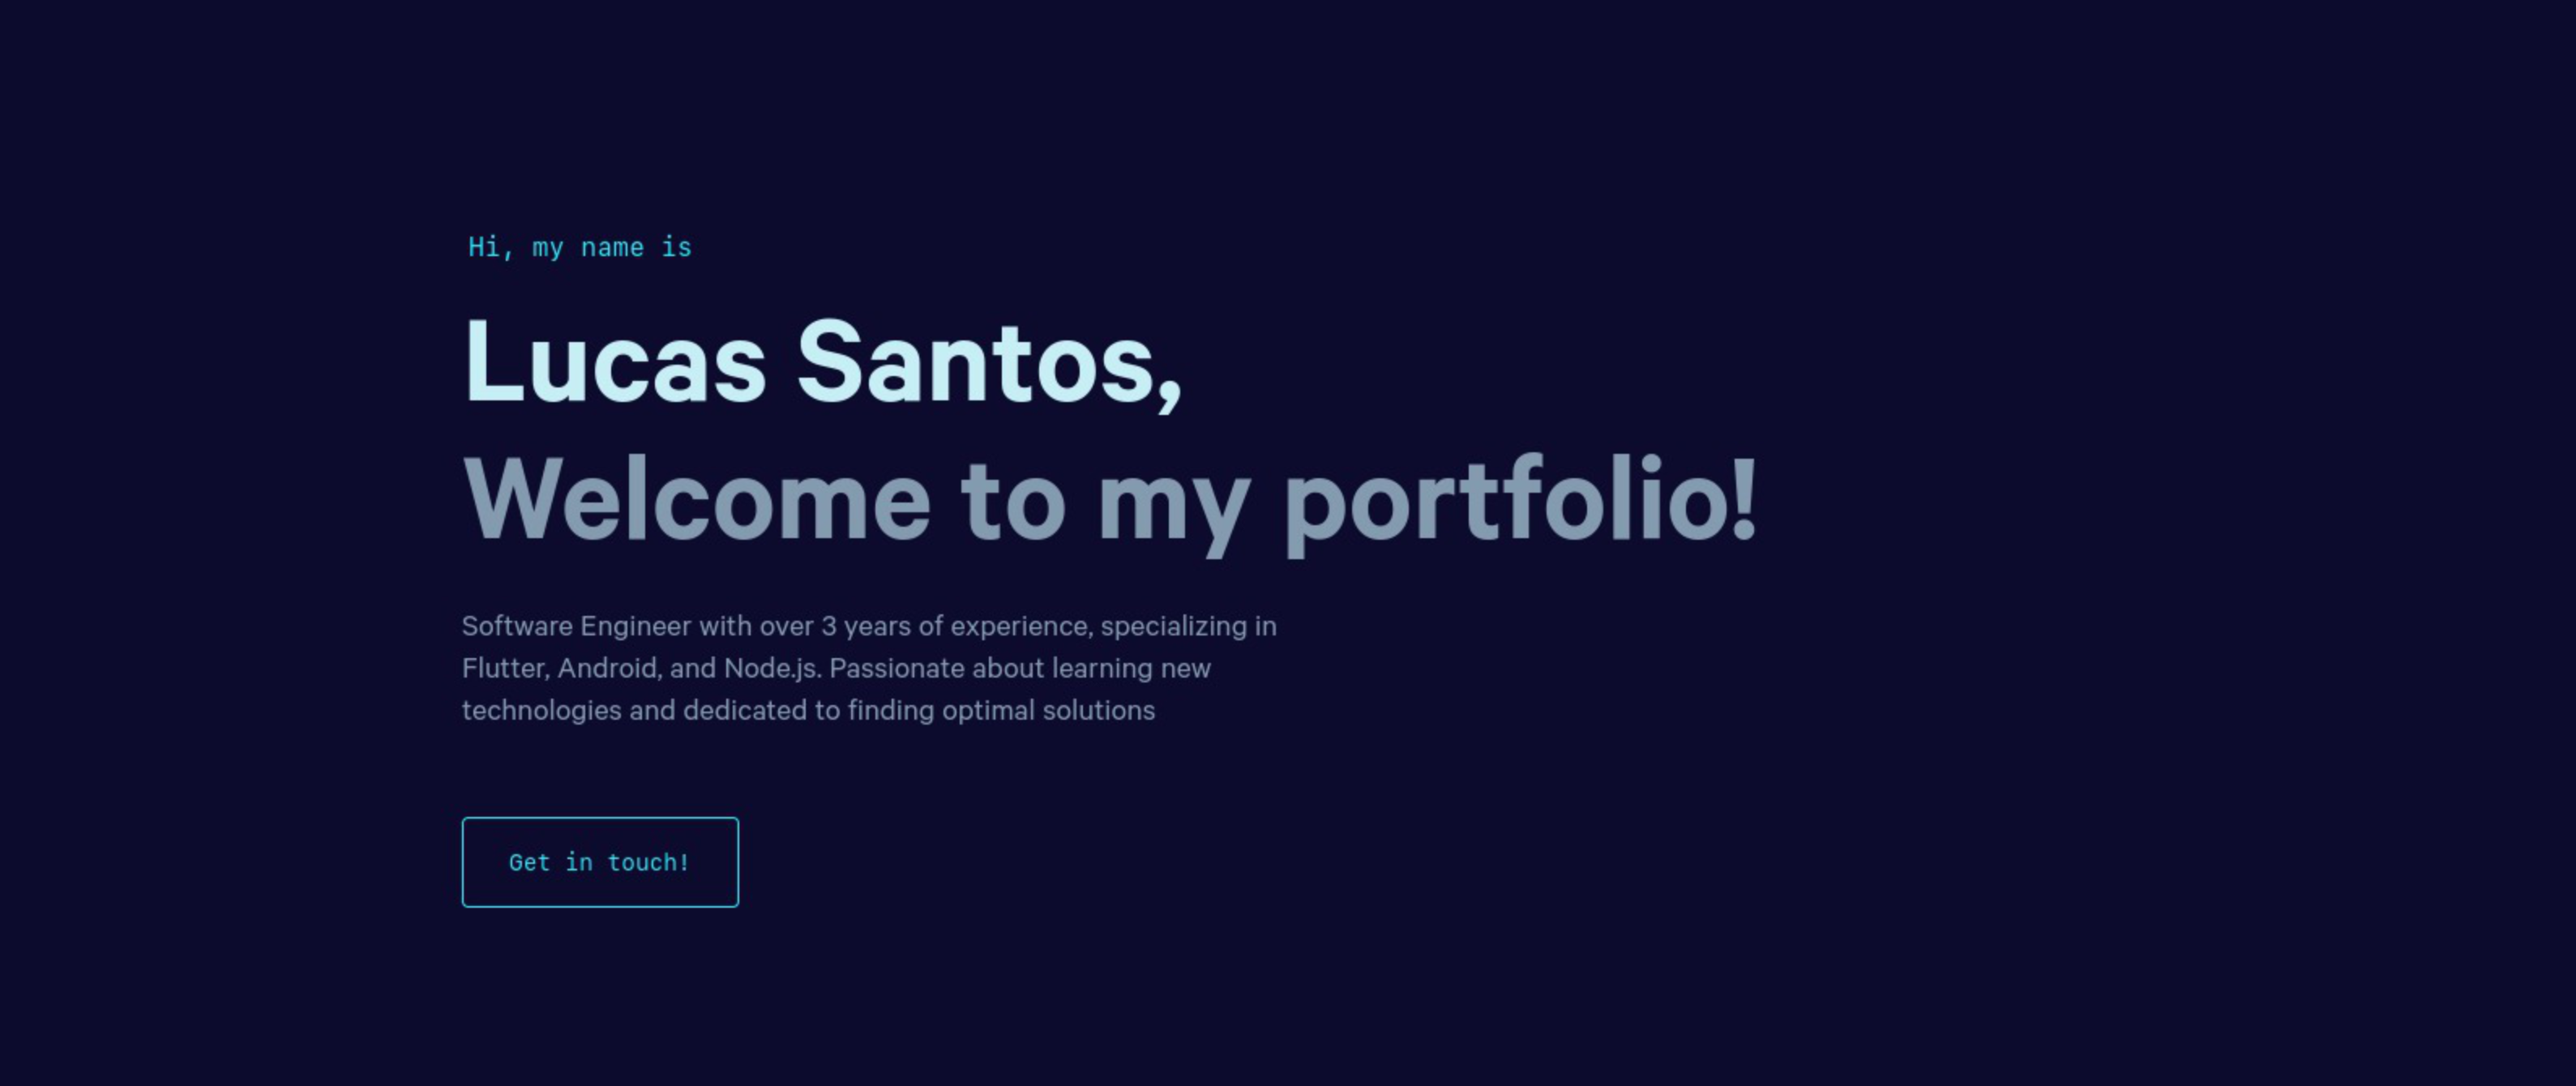 Hi, my name is
Lucas Santos,
Welcome to my portfolio!
Software Engineer with over 3 years of experience, specializing in
Flutter, Android, and Node.js. Passionate about learning new
technologies and dedicated to finding optimal solutions
Get in touch!